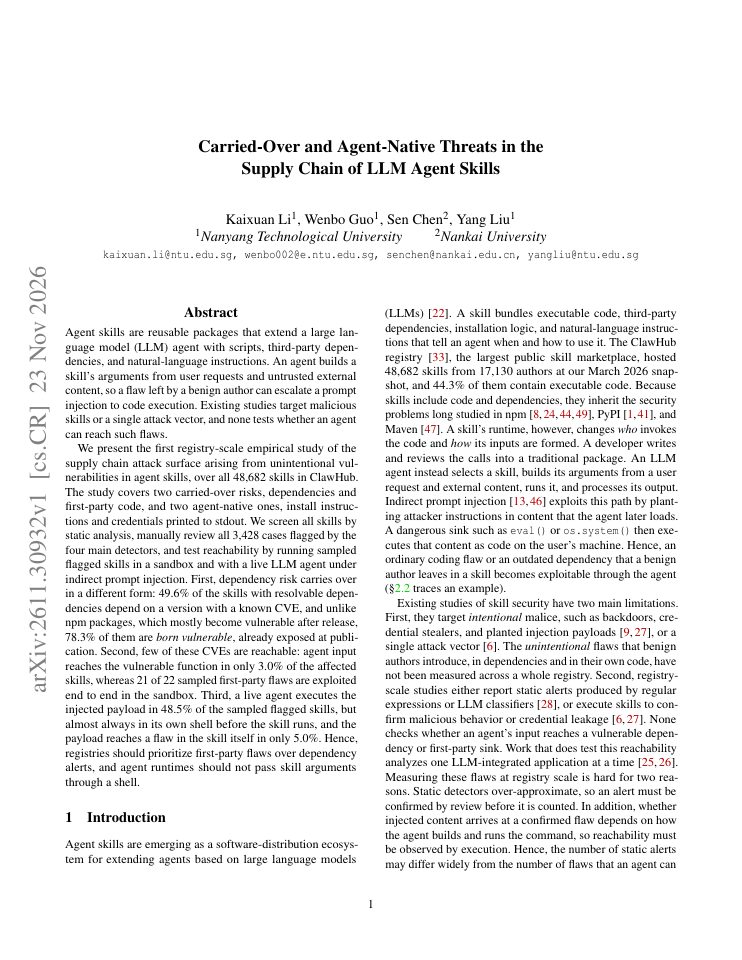 Carried-Over and Agent-Native Threats in the
Supply Chain of LLM Agent Skills
Kaixuan Li1, Wenbo Guo1, Sen Chen2, Yang Liu1
1Nanyang Technological University 2Nankai University
kaixuan.li@ntu.edu.sg, wenbo002@e.ntu.edu.sg, senchen@nankai.edu.cn, yangliu@ntu.edu.sg
arXiv:2611.30932v1 [cs.CR] 23 Nov 2026
Abstract
Agent skills are reusable packages that extend a large lan-
guage model (LLM) agent with scripts, third-party depen-
dencies, and natural-language instructions. An agent builds a
skill's arguments from user requests and untrusted external
content, so a flaw left by a benign author can escalate a prompt
injection to code execution. Existing studies target malicious
skills or a single attack vector, and none tests whether an agent
can reach such flaws.
We present the first registry-scale empirical study of the
supply chain attack surface arising from unintentional vul-
nerabilities in agent skills, over all 48,682 skills in ClawHub.
The study covers two carried-over risks, dependencies and
first-party code, and two agent-native ones, install instruc-
tions and credentials printed to stdout. We screen all skills by
static analysis, manually review all 3,428 cases flagged by the
four main detectors, and test reachability by running sampled
flagged skills in a sandbox and with a live LLM agent under
indirect prompt injection. First, dependency risk carries over
in a different form: 49.6% of the skills with resolvable depen-
dencies depend on a version with a known CVE, and unlike
npm packages, which mostly become vulnerable after release,
78.3% of them are born vulnerable, already exposed at publi-
cation. Second, few of these CVEs are reachable: agent input
reaches the vulnerable function in only 3.0% of the affected
skills, whereas 21 of 22 sampled first-party flaws are exploited
end to end in the sandbox. Third, a live agent executes the
injected payload in 48.5% of the sampled flagged skills, but
almost always in its own shell before the skill runs, and the
payload reaches a flaw in the skill itself in only 5.0%. Hence,
registries should prioritize first-party flaws over dependency
alerts, and agent runtimes should not pass skill arguments
through a shell.
1 Introduction
Agent skills are emerging as a software-distribution ecosys-
tem for extending agents based on large language models
(LLMs) [22]. A skill bundles executable code, third-party
dependencies, installation logic, and natural-language instruc-
tions that tell an agent when and how to use it. The ClawHub
registry [33], the largest public skill marketplace, hosted
48,682 skills from 17,130 authors at our March 2026 snap-
shot, and 44.3% of them contain executable code. Because
skills include code and dependencies, they inherit the security
problems long studied in npm [8, 24, 44, 49], PyPI [1, 41], and
Maven [47]. A skill's runtime, however, changes who invokes
the code and how its inputs are formed. A developer writes
and reviews the calls into a traditional package. An LLM
agent instead selects a skill, builds its arguments from a user
request and external content, runs it, and processes its output.
Indirect prompt injection [13, 46] exploits this path by plant-
ing attacker instructions in content that the agent later loads.
A dangerous sink such as eval() or os.system() then exe-
cutes that content as code on the user's machine. Hence, an
ordinary coding flaw or an outdated dependency that a benign
author leaves in a skill becomes exploitable through the agent
(§2.2 traces an example).
Existing studies of skill security have two main limitations.
First, they target intentional malice, such as backdoors, cre-
dential stealers, and planted injection payloads [9, 27], or a
single attack vector [6]. The unintentional flaws that benign
authors introduce, in dependencies and in their own code, have
not been measured across a whole registry. Second, registry-
scale studies either report static alerts produced by regular
expressions or LLM classifiers [28], or execute skills to con-
firm malicious behavior or credential leakage [6, 27]. None
checks whether an agent's input reaches a vulnerable depen-
dency or first-party sink. Work that does test this reachability
analyzes one LLM-integrated application at a time [25, 26].
Measuring these flaws at registry scale is hard for two rea-
sons. Static detectors over-approximate, so an alert must be
confirmed by review before it is counted. In addition, whether
injected content arrives at a confirmed flaw depends on how
the agent builds and runs the command, so reachability must
be observed by execution. Hence, the number of static alerts
may differ widely from the number of flaws that an agent can
1